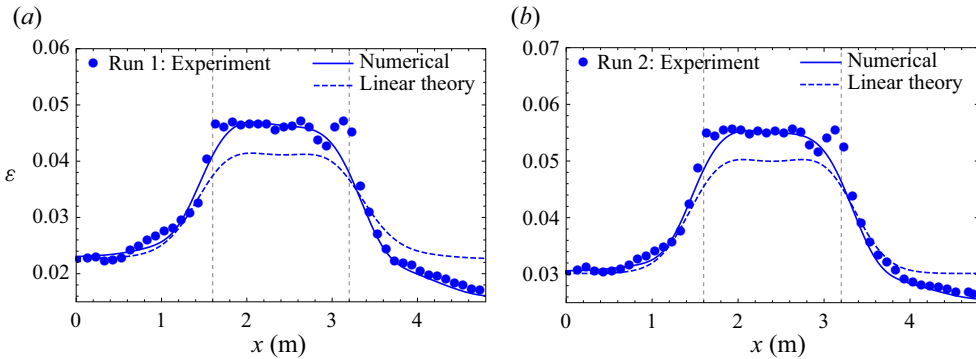 (a)
0.06
Run 1: Experiment
Numerical
Linear theory
0.05
0.04
ε
0.03
0.02
0
1
2
3
4
x (m)
(b)
0.07
Run 2: Experiment
Numerical
Linear theory
0.06
0.05
0.04
0.03
0
1
2
3
4
x (m)